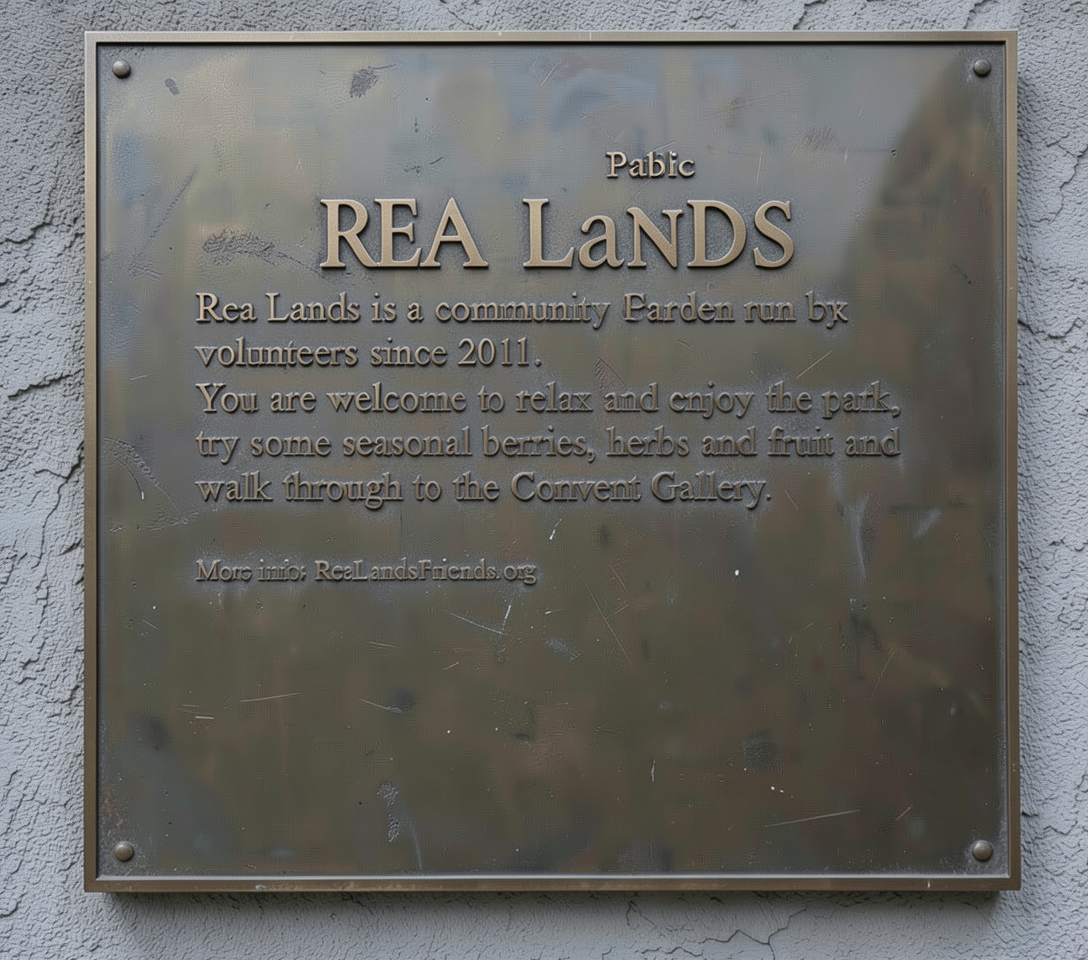 Pabic
REA LaNDS
Rea Lands is a community Farden run by
volunteers since 2011.
You are welcome to relax and enjoy the park,
try some seasonal berries, herbs and fruit and
walk through to the Convent Gallery.
More info: ReaLandsFriends.org